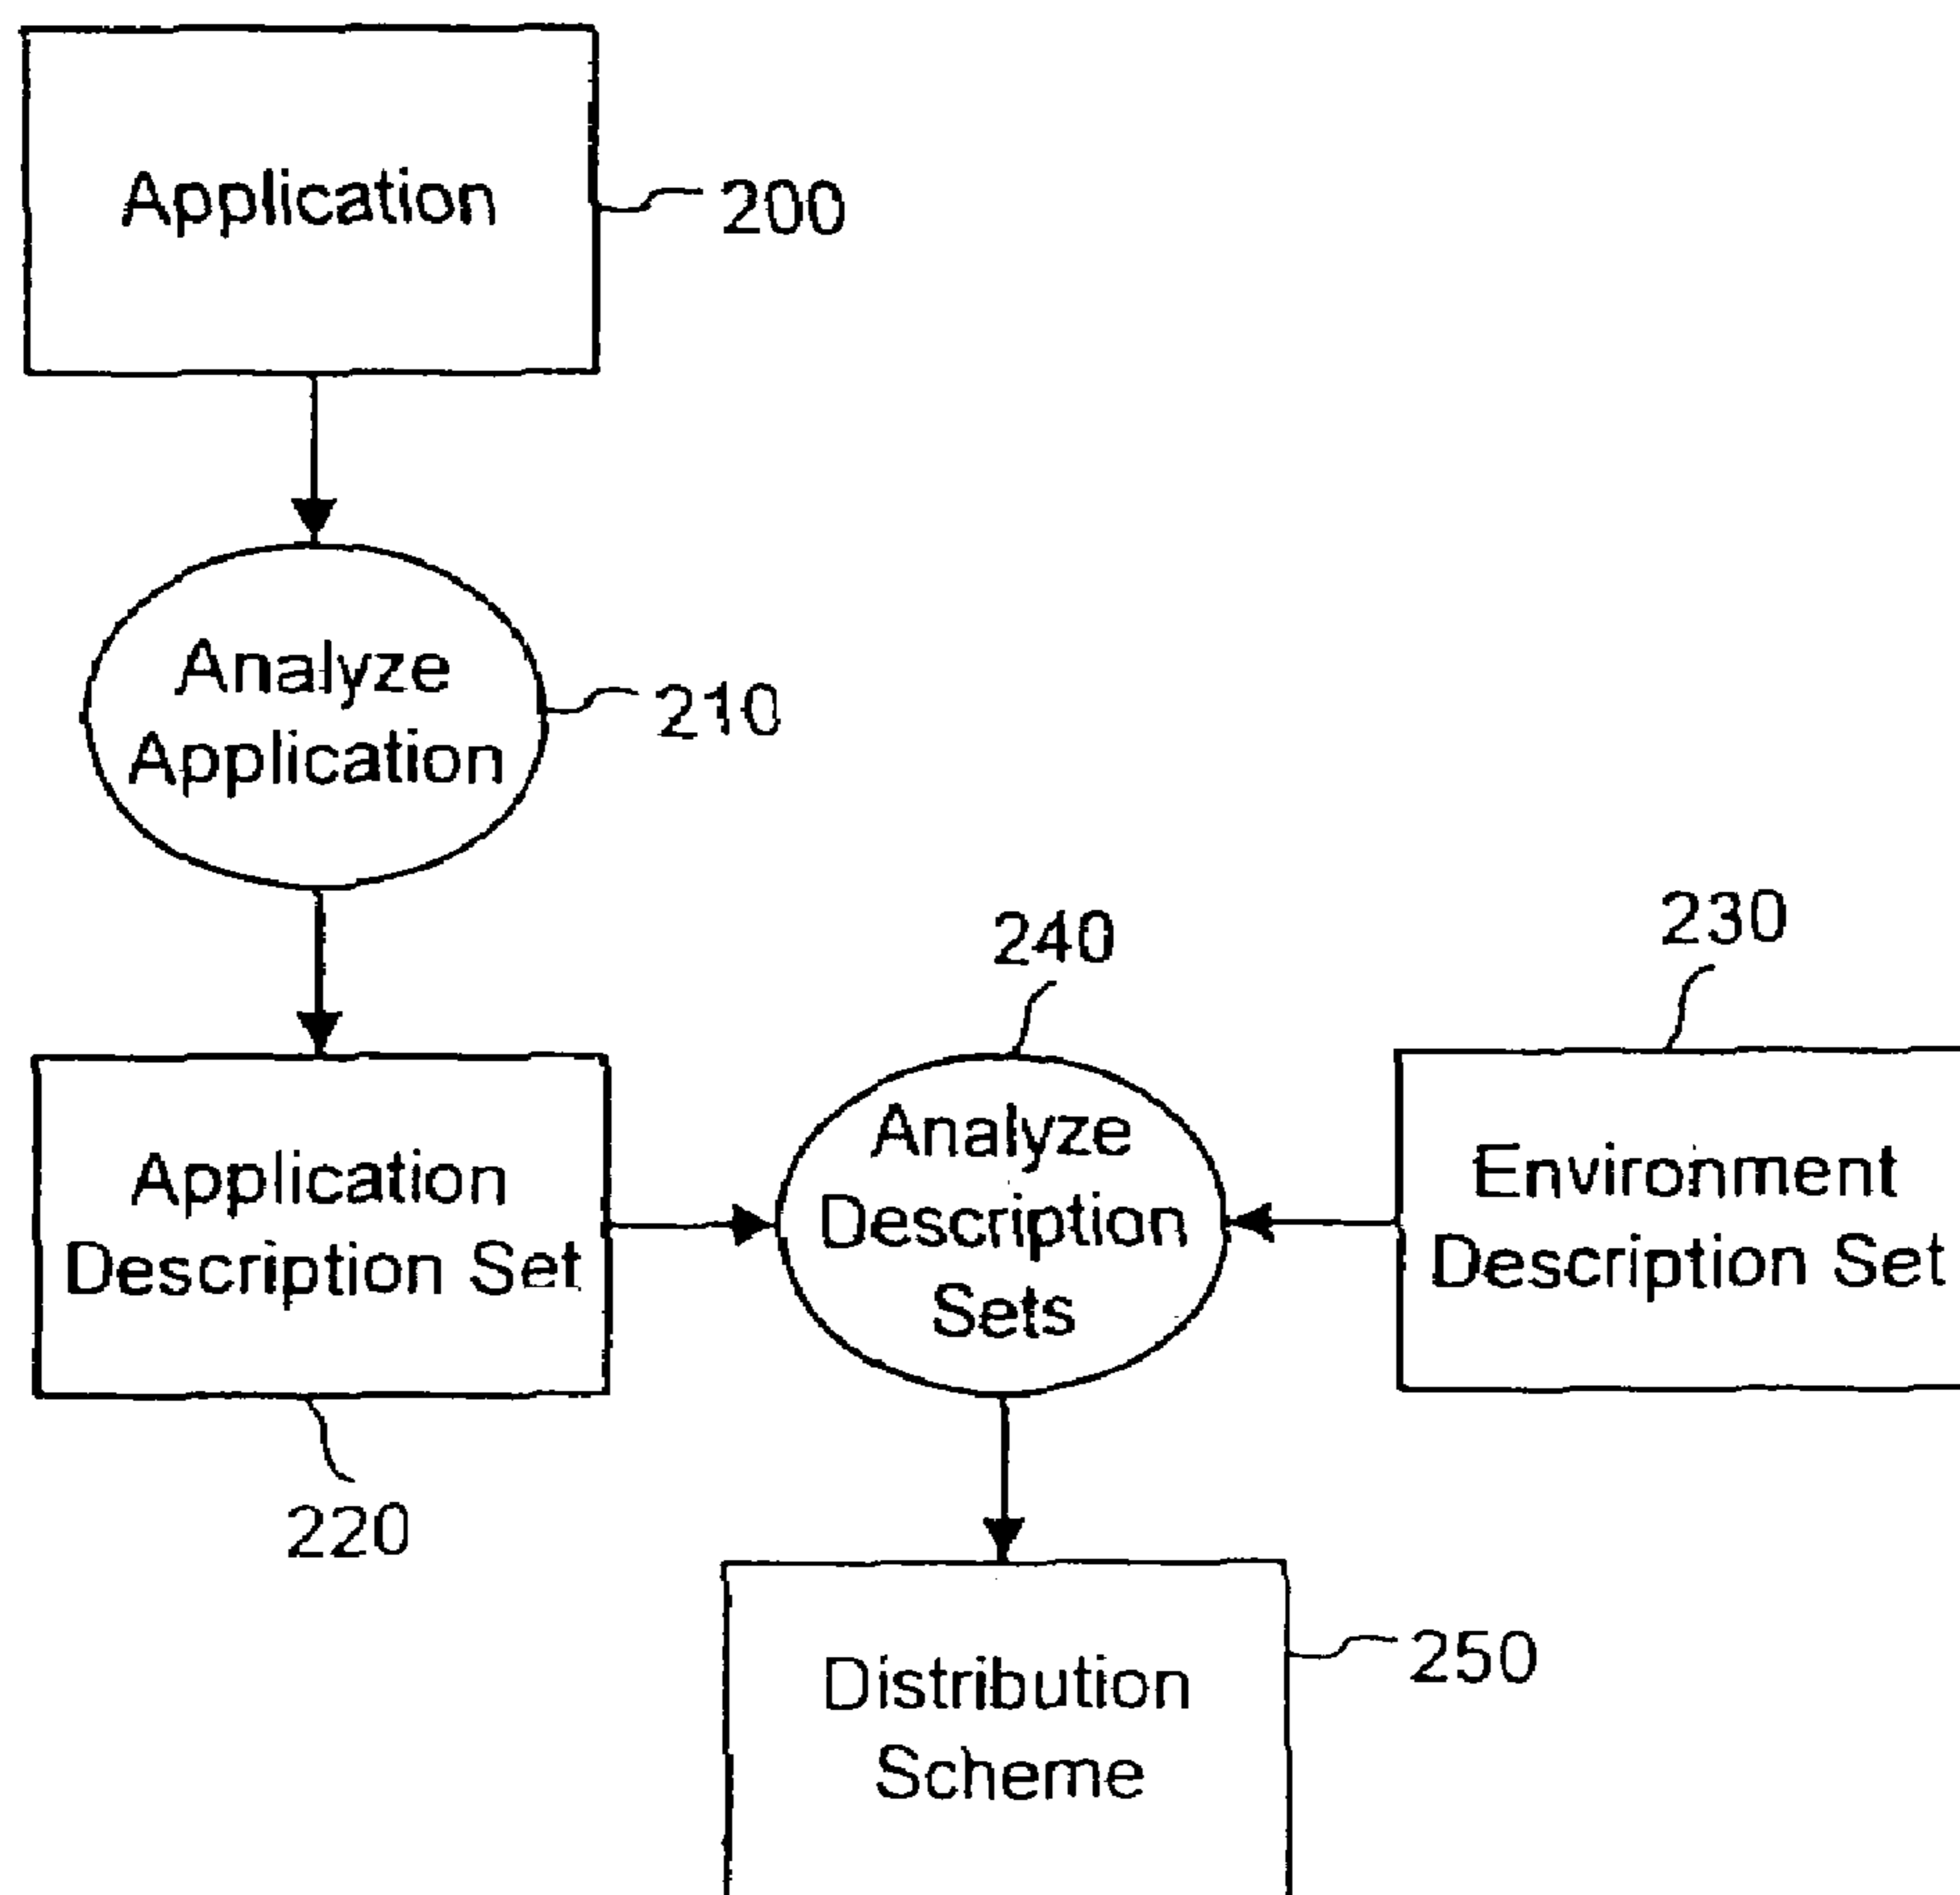 Application
200
Analyze
Application
210
240
230
Application
Description Set
Analyze
Description
Sets
Environment
Description Set
220
Distribution
Scheme
250